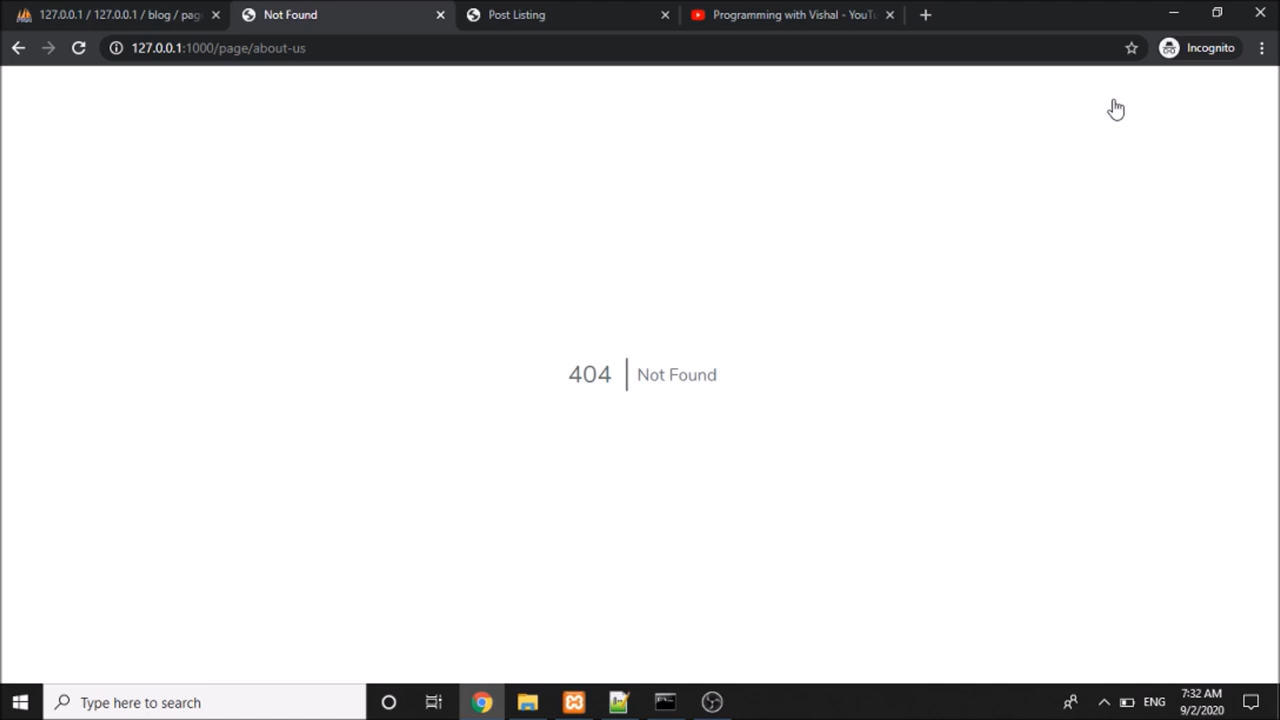 127.0.0.1 / 127.0.0.1 / blog / pag
Not Found
Post Listing
Programming with Vishal - YouTu
127.0.0.1:1000/page/about-us
Incognito
404 | Not Found
Type here to search
ENG
7:32 AM
9/2/2020